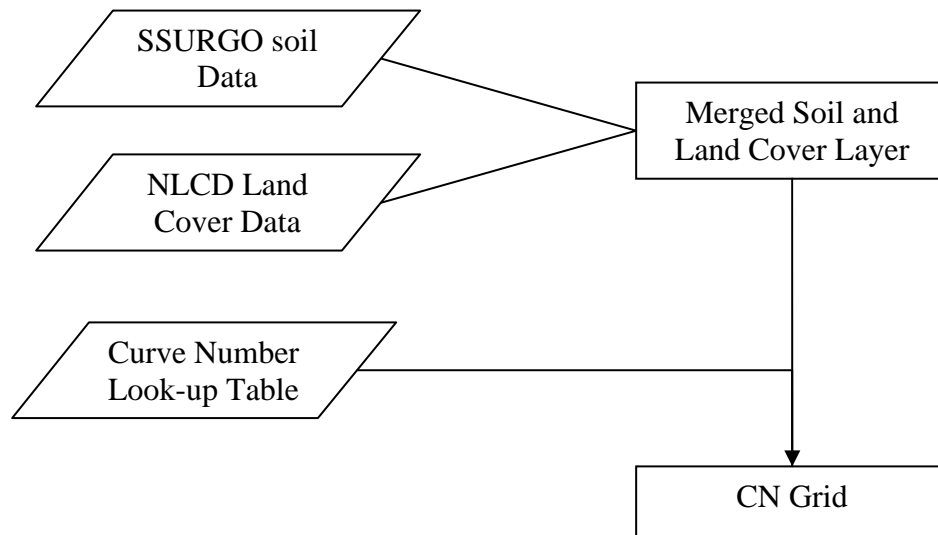 SSURGO soil
Data
Merged Soil and
Land Cover Layer
NLCD Land
Cover Data
Curve Number
Look-up Table
CN Grid